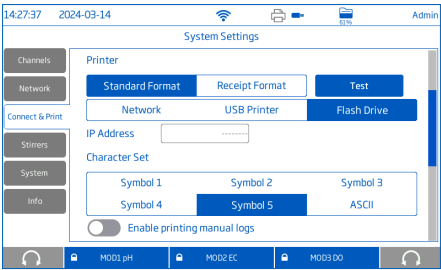 14:27:37 2024-03-14 61% Admin
System Settings
Channels
Network
Connect & Print
Stirrers
System
Info
Printer
Standard Format Receipt Format Test
Network USB Printer Flash Drive
IP Address --------
Character Set
Symbol 1 Symbol 2 Symbol 3
Symbol 4 Symbol 5 ASCII
Enable printing manual logs
MOD1 pH MOD2 EC MOD3 DO